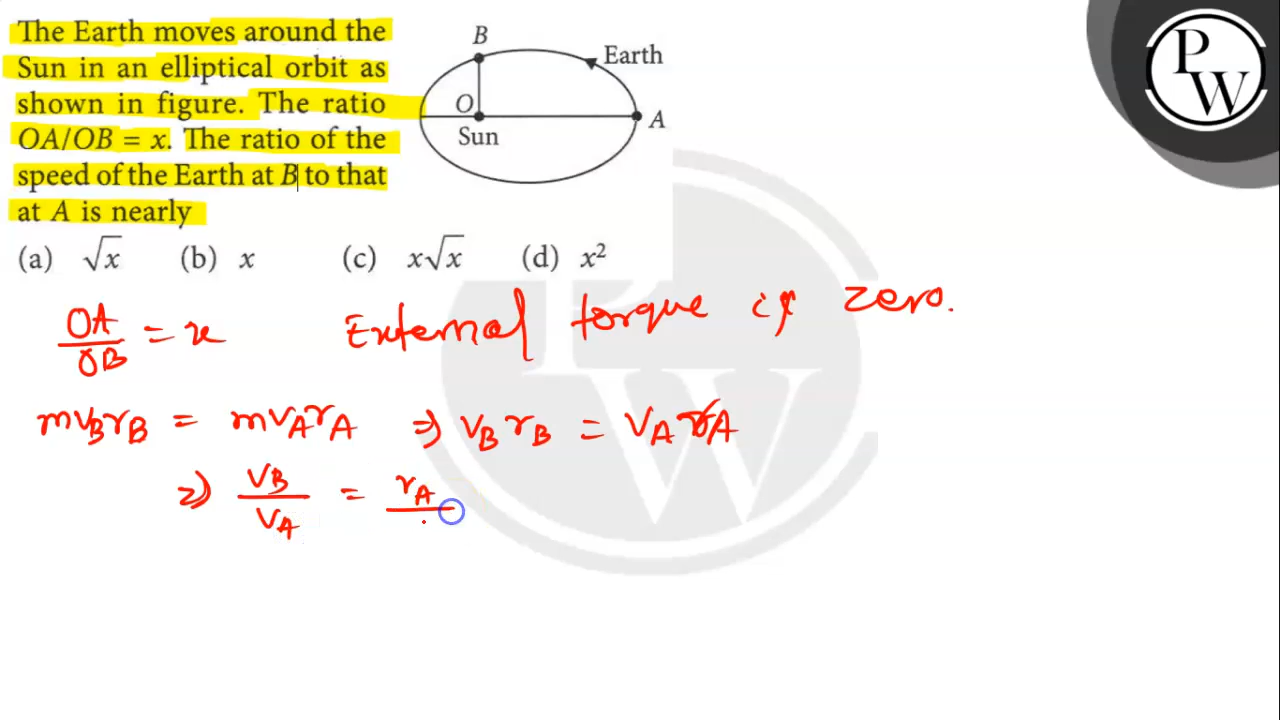 The Earth moves around the
Sun in an elliptical orbit as
shown in figure. The ratio
OA/OB = x. The ratio of the
speed of the Earth at B to that
at A is nearly
B
Earth
O
A
Sun
P
W
(a) √x (b) x (c) x√x (d) x²
OA/OB = x External torque is zero.
mv_B r_B = mv_A r_A ⇒ v_B r_B = v_A r_A
⇒ v_B/v_A = r_A
P
W